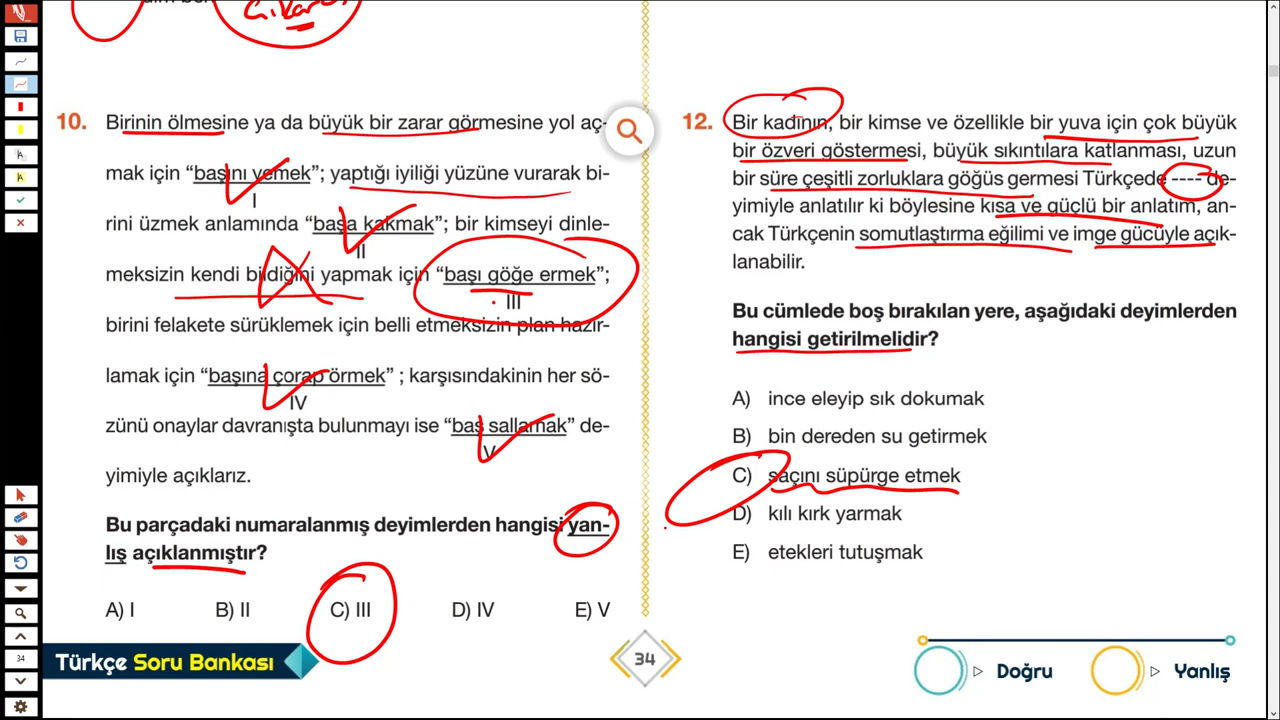 10. Birinin ölmesine ya da büyük bir zarar görmesine yol aç-
mak için “başını yemek”; yaptığı iyiliği yüzüne vurarak bi-
I
rini üzmek anlamında “başa kakmak”; bir kimseyi dinle-
II
meksizin kendi bildiğini yapmak için “başı göğe ermek”;
III
birini felakete sürüklemek için belli etmeksizin plan hazır-
lamak için “başına çorap örmek” ; karşısındakinin her sö-
IV
zünü onaylar davranışta bulunmayı ise “baş sallamak” de-
V
yimiyle açıklarız.
Bu parçadaki numaralanmış deyimlerden hangisi yan-
lış açıklanmıştır?
A) I B) II C) III D) IV E) V
12. Bir kadının, bir kimse ve özellikle bir yuva için çok büyük
bir özveri göstermesi, büyük sıkıntılara katlanması, uzun
bir süre çeşitli zorluklara göğüs germesi Türkçede ---- de-
yimiyle anlatılır ki böylesine kısa ve güçlü bir anlatım, an-
cak Türkçenin somutlaştırma eğilimi ve imge gücüyle açık-
lanabilir.
Bu cümlede boş bırakılan yere, aşağıdaki deyimlerden
hangisi getirilmelidir?
A) ince eleyip sık dokumak
B) bin dereden su getirmek
C) saçını süpürge etmek
D) kılı kırk yarmak
E) etekleri tutuşmak
Türkçe Soru Bankası
34
Doğru
Yanlış
34